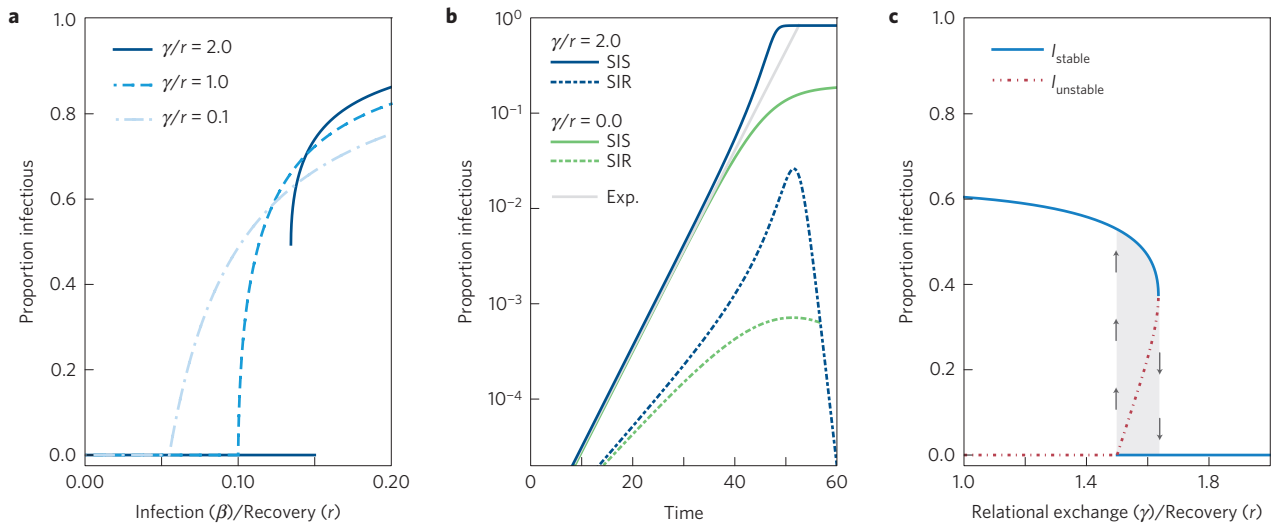 a
1.0
0.8
0.6
0.4
0.2
0.0
Proportion infectious
γ/r = 2.0
γ/r = 1.0
γ/r = 0.1
0.00
0.10
0.20
Infection (β)/Recovery (r)
b
10⁰
10⁻¹
10⁻²
10⁻³
10⁻⁴
Proportion infectious
γ/r = 2.0
SIS
SIR
γ/r = 0.0
SIS
SIR
Exp.
0
20
40
60
Time
c
1.0
0.8
0.6
0.4
0.2
0.0
Proportion infectious
I stable
I unstable
1.0
1.4
1.8
Relational exchange (γ)/Recovery (r)